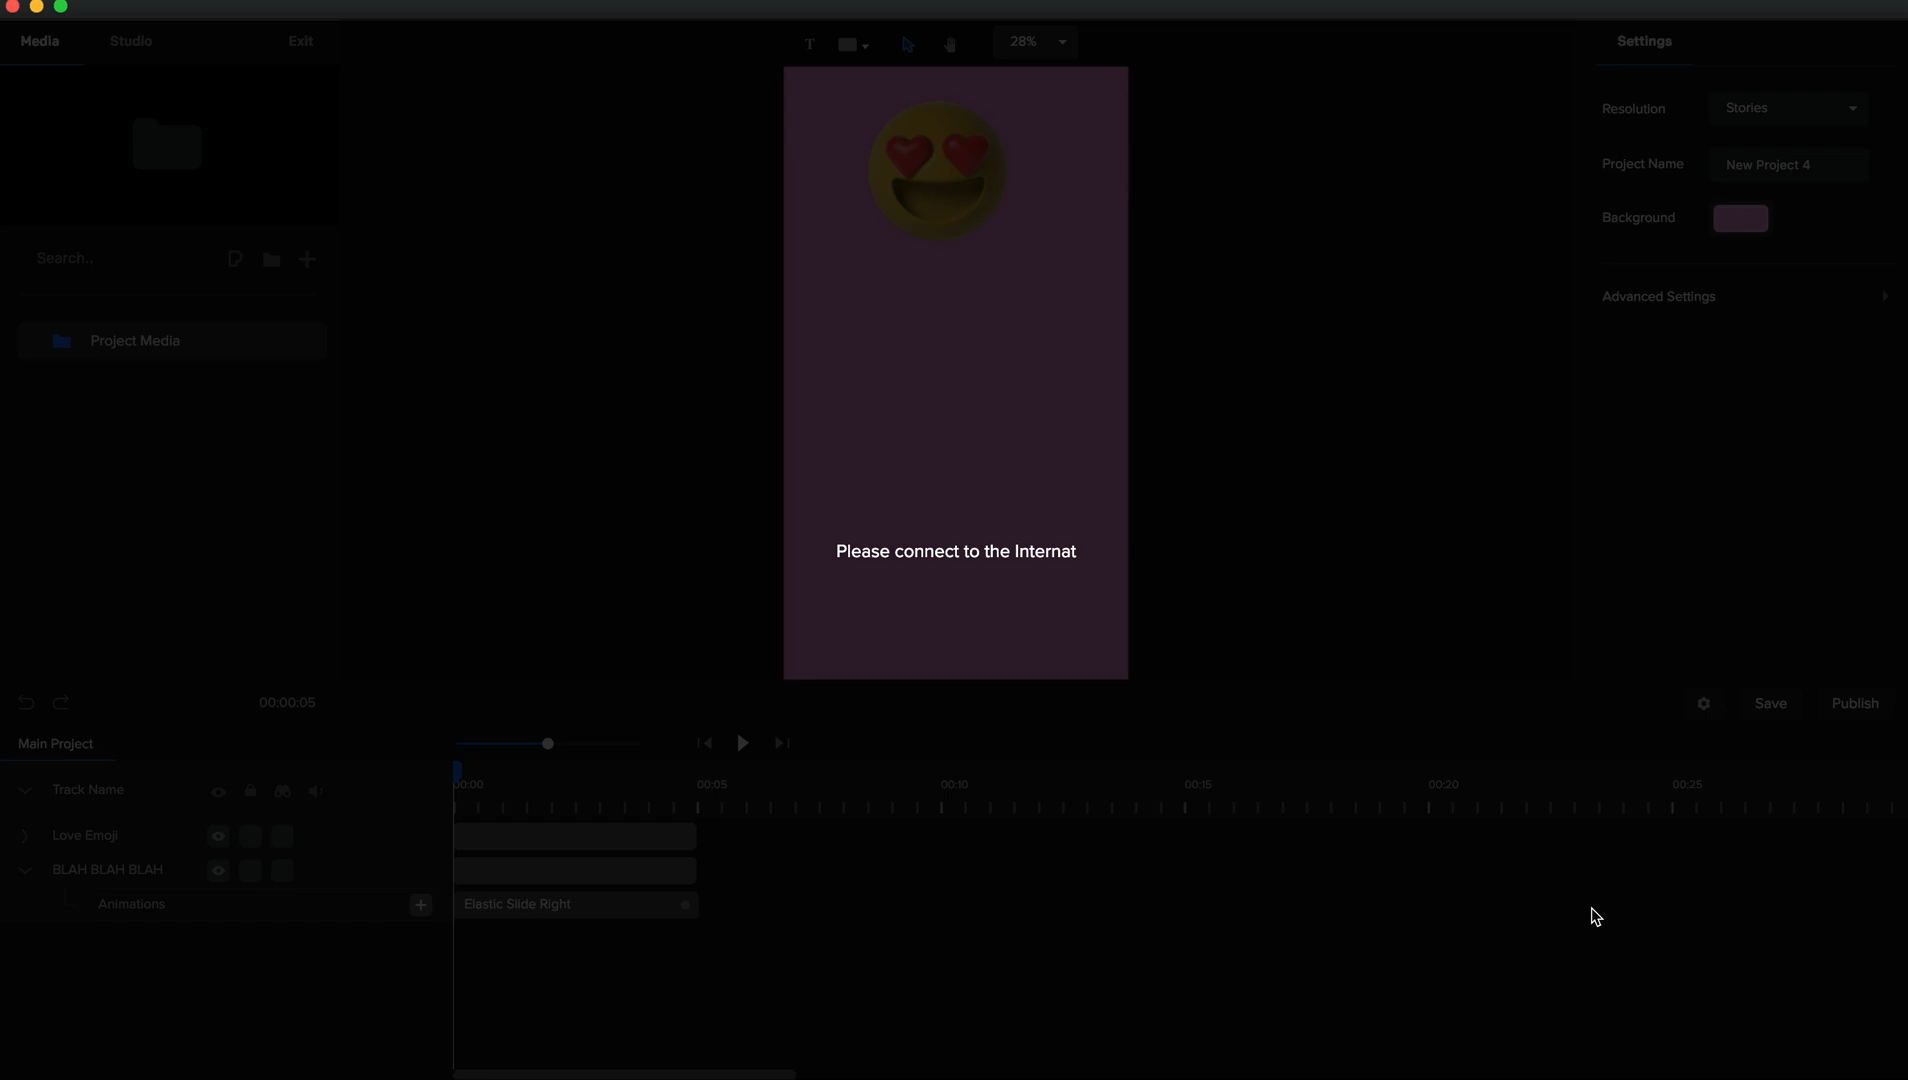 Media
Studio
Exit
T
28%
Settings
Resolution
Stories
Project Name
New Project 4
Background
Search..
Advanced Settings
Project Media
Please connect to the Internat
00:00:05
Save
Publish
Main Project
Track Name
00:00
00:05
00:10
00:15
00:20
00:25
Love Emoji
BLAH BLAH BLAH
Animations
Elastic Slide Right